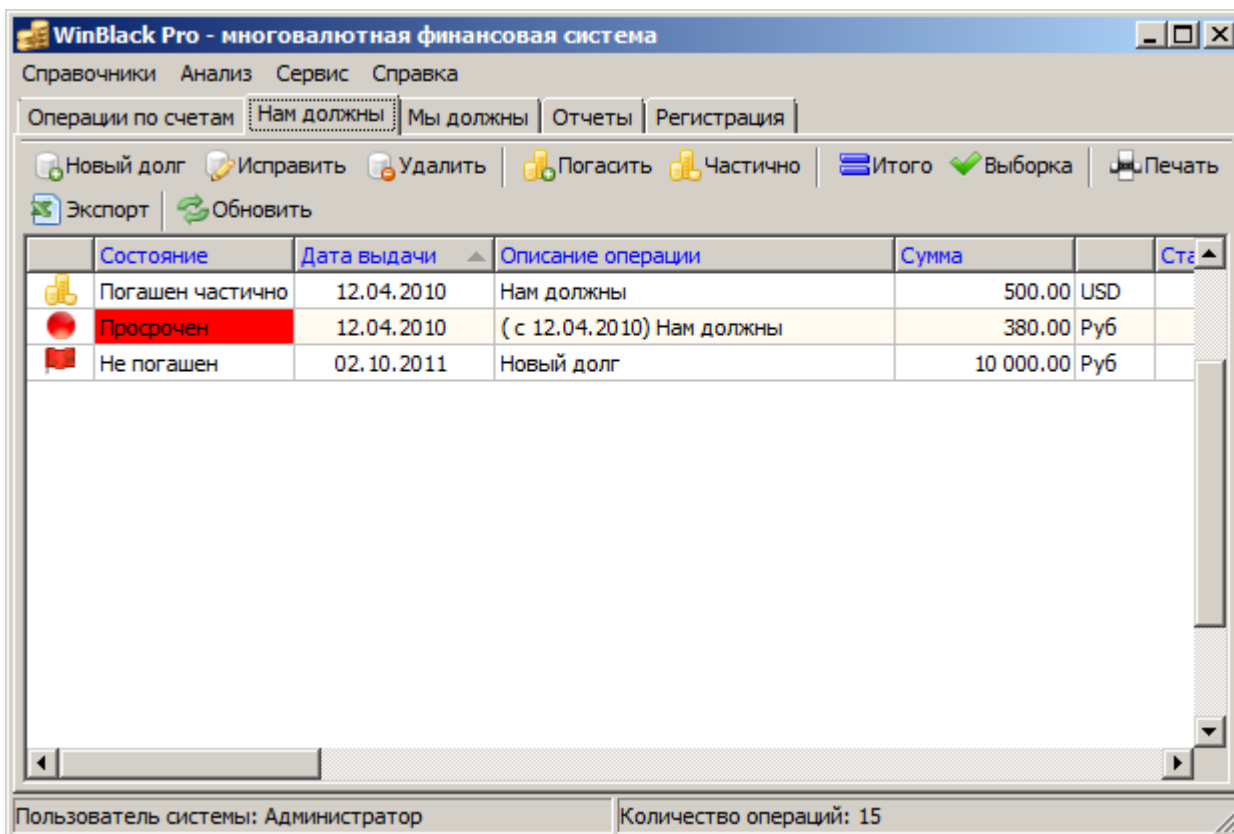 WinBlack Pro - многовалютная финансовая система
Справочники Анализ Сервис Справка
Операции по счетам Нам должны Мы должны Отчеты Регистрация
Новый долг Исправить Удалить Погасить Частично Итого Выборка Печать
Экспорт Обновить
Состояние Дата выдачи Описание операции Сумма Ста
Погашен частично 12.04.2010 Нам должны 500.00 USD
Просрочен 12.04.2010 ( с 12.04.2010) Нам должны 380.00 Руб
Не погашен 02.10.2011 Новый долг 10 000.00 Руб
Пользователь системы: Администратор Количество операций: 15